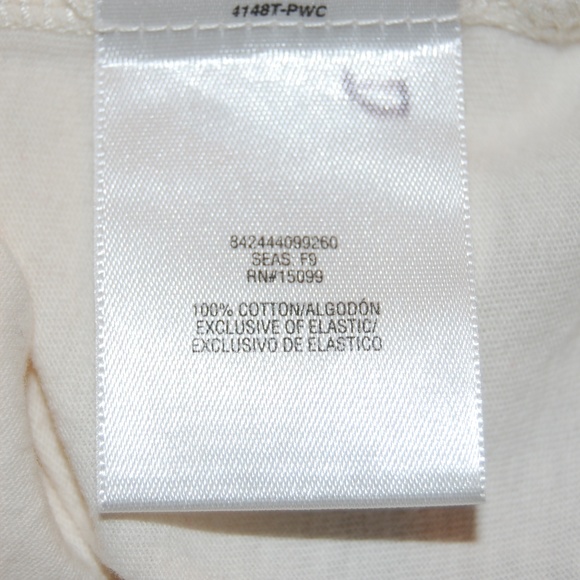 4148T-PWC
842444099260
SEAS F9
RN#15099
100% COTTON/ALGODÓN
EXCLUSIVE OF ELASTIC/
EXCLUSIVO DE ELASTICO